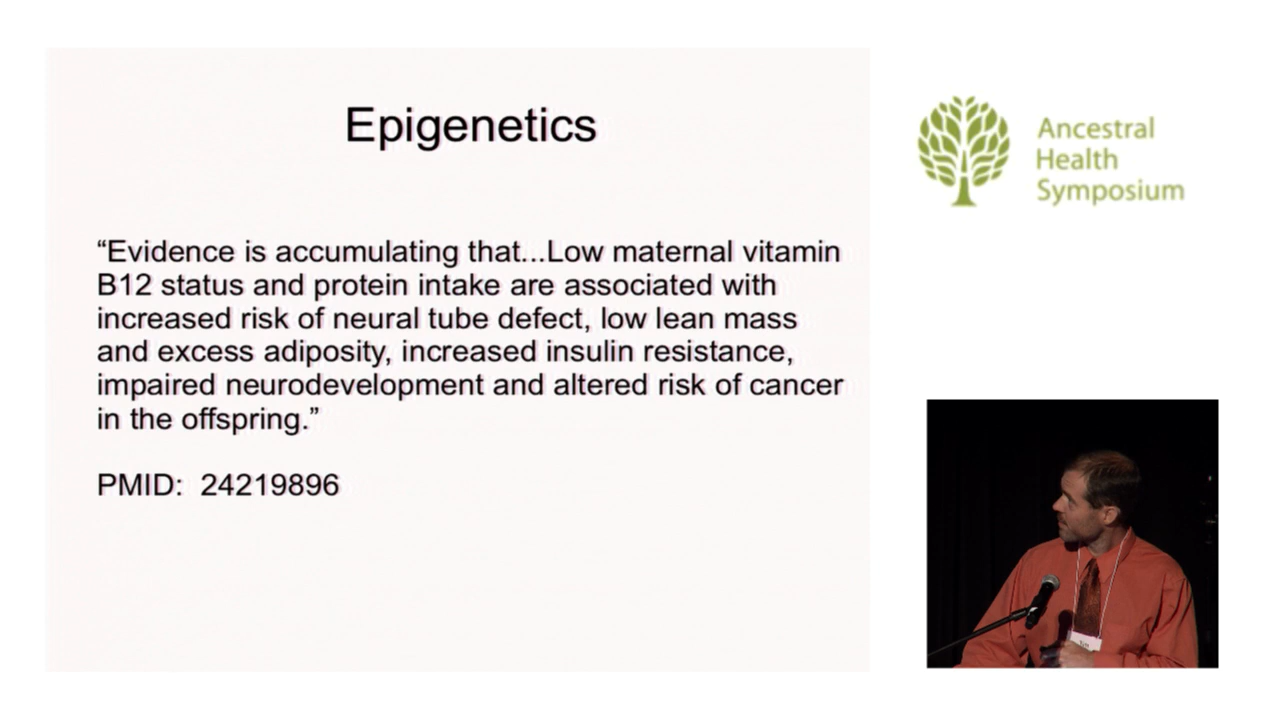 Epigenetics
“Evidence is accumulating that...Low maternal vitamin
B12 status and protein intake are associated with
increased risk of neural tube defect, low lean mass
and excess adiposity, increased insulin resistance,
impaired neurodevelopment and altered risk of cancer
in the offspring.”
PMID: 24219896
Ancestral
Health
Symposium